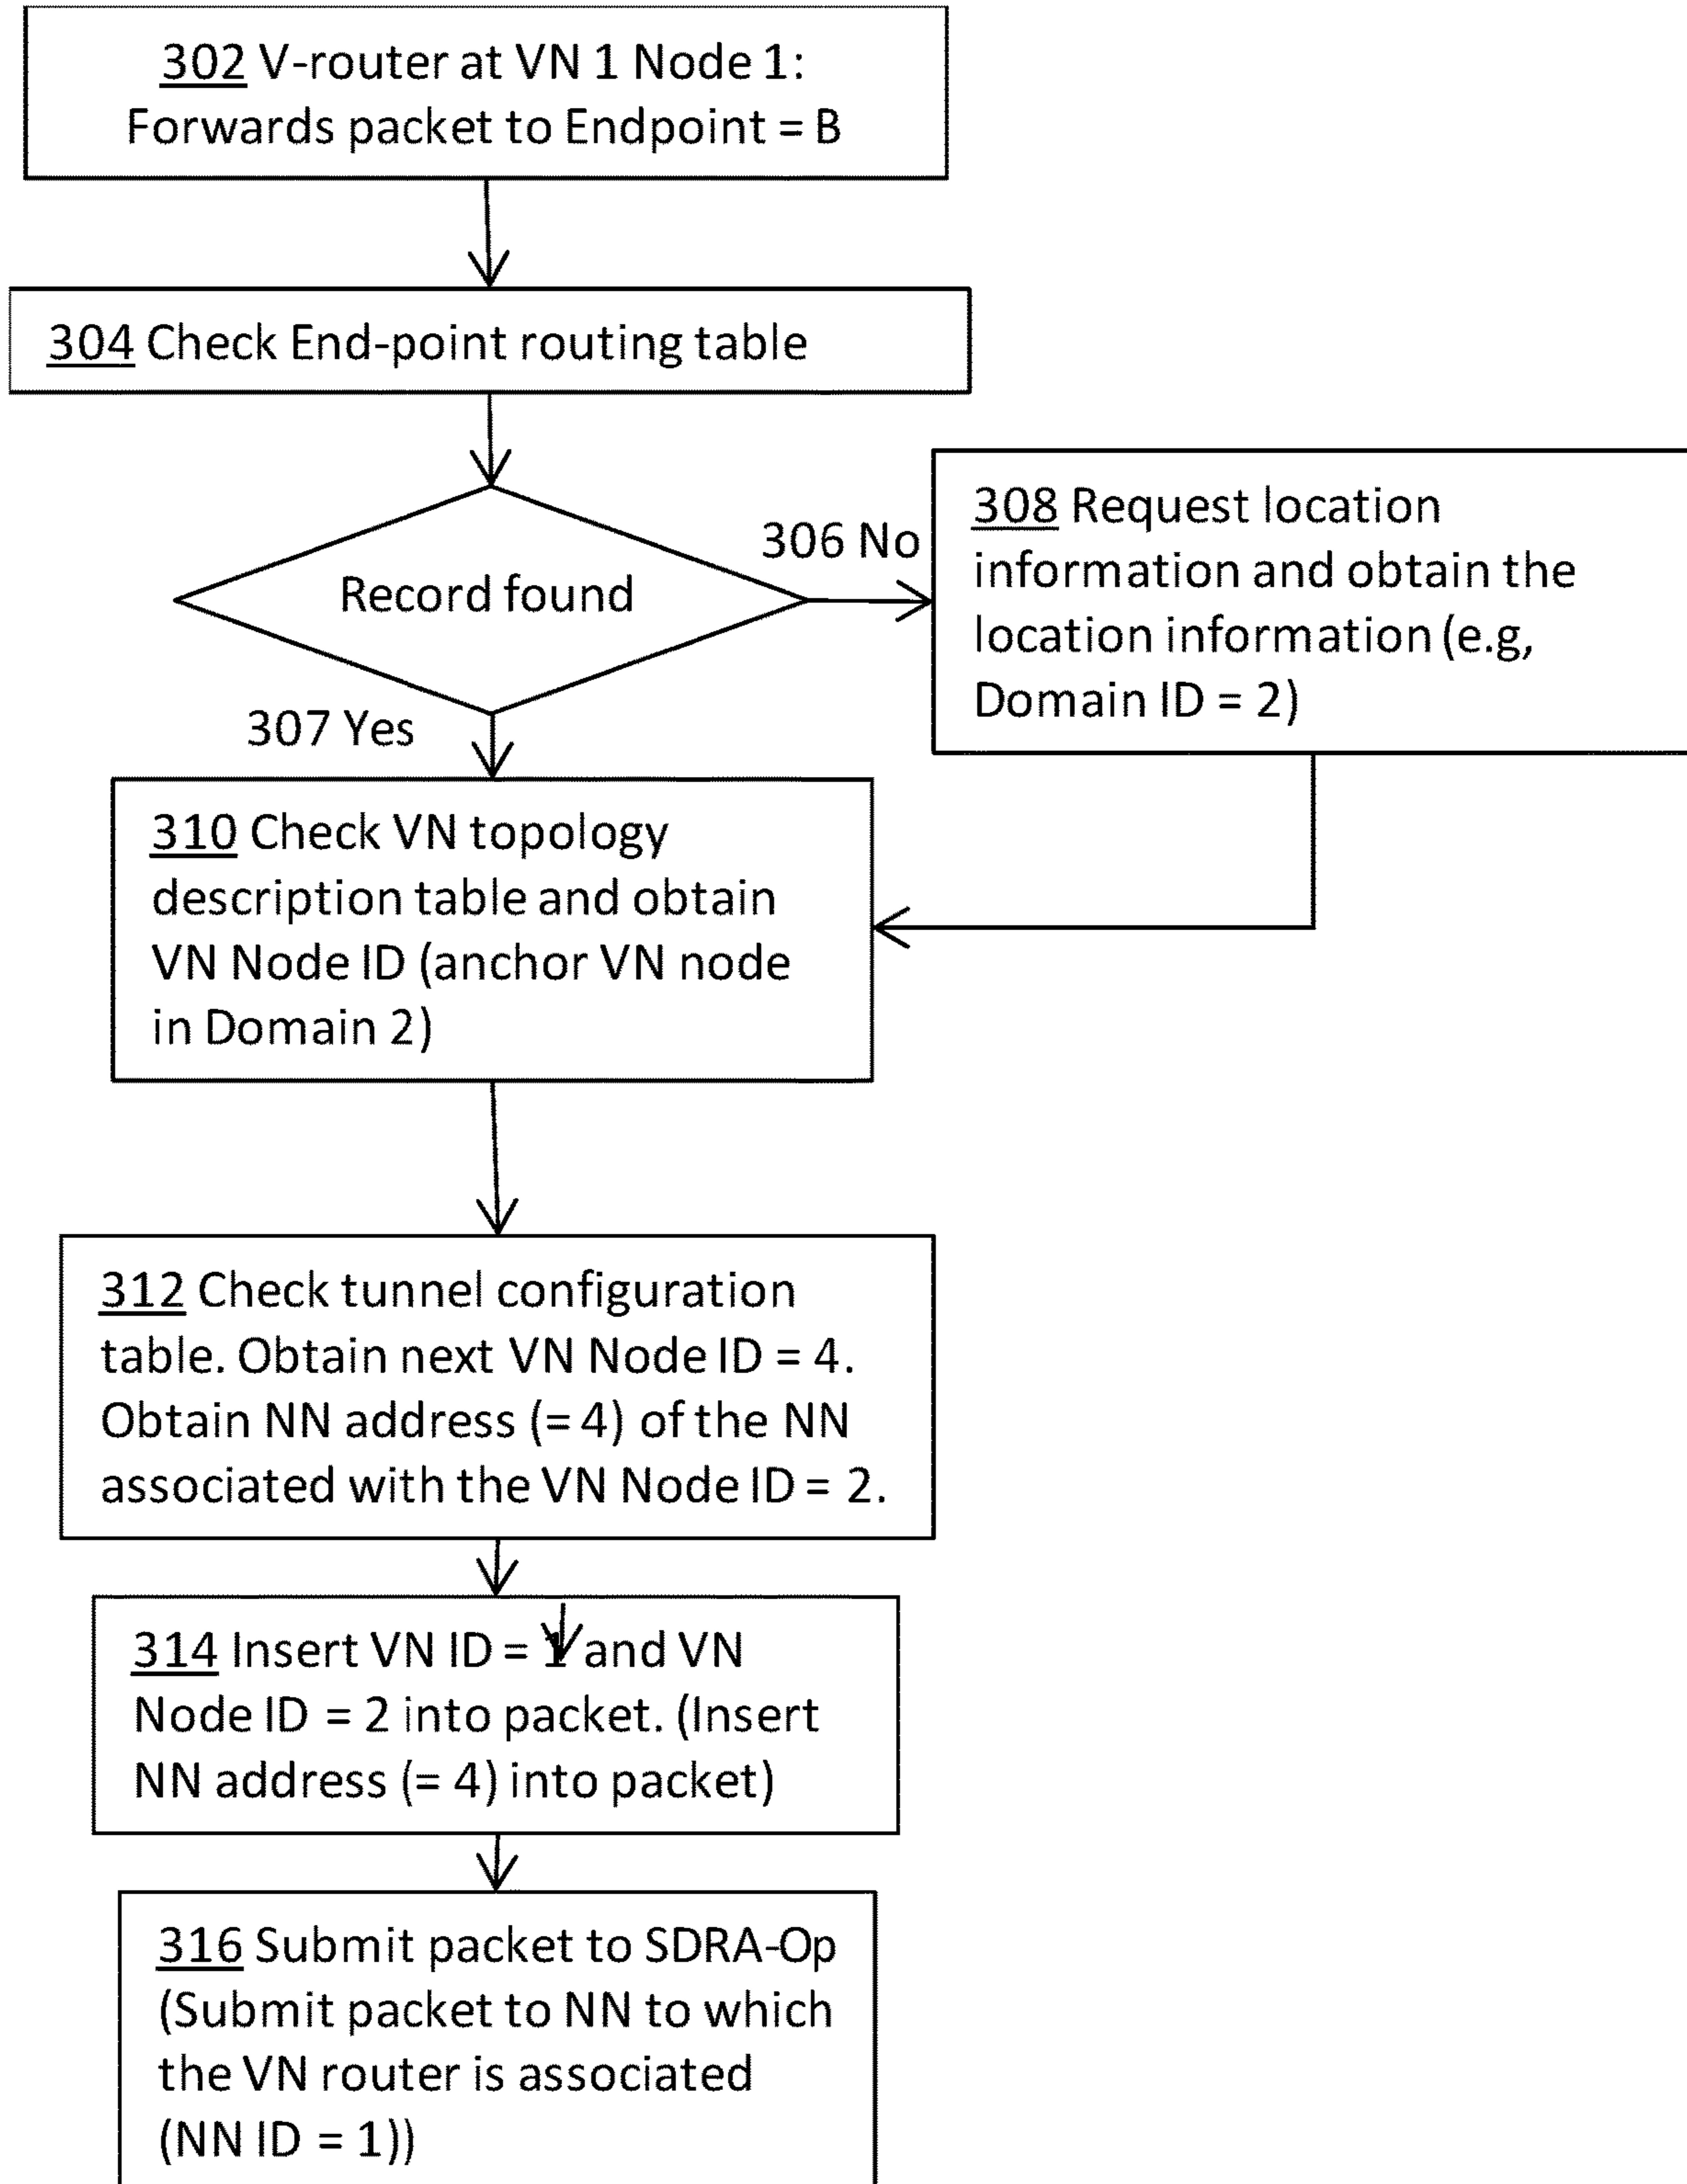 302 V-router at VN 1 Node 1:
Forwards packet to Endpoint = B
304 Check End-point routing table
Record found
306 No
308 Request location
information and obtain the
location information (e.g,
Domain ID = 2)
307 Yes
310 Check VN topology
description table and obtain
VN Node ID (anchor VN node
in Domain 2)
312 Check tunnel configuration
table. Obtain next VN Node ID = 4.
Obtain NN address (= 4) of the NN
associated with the VN Node ID = 2.
314 Insert VN ID = 1 and VN
Node ID = 2 into packet. (Insert
NN address (= 4) into packet)
316 Submit packet to SDRA-Op
(Submit packet to NN to which
the VN router is associated
(NN ID = 1))